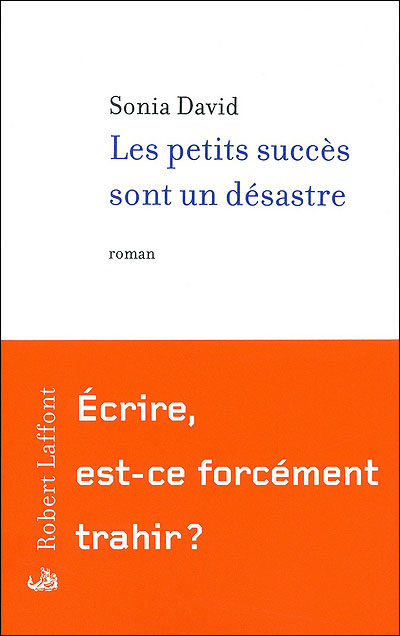 Sonia David
Les petits succès
sont un désastre
roman
Écrire,
est-ce forcément
trahir ?
Robert Laffont